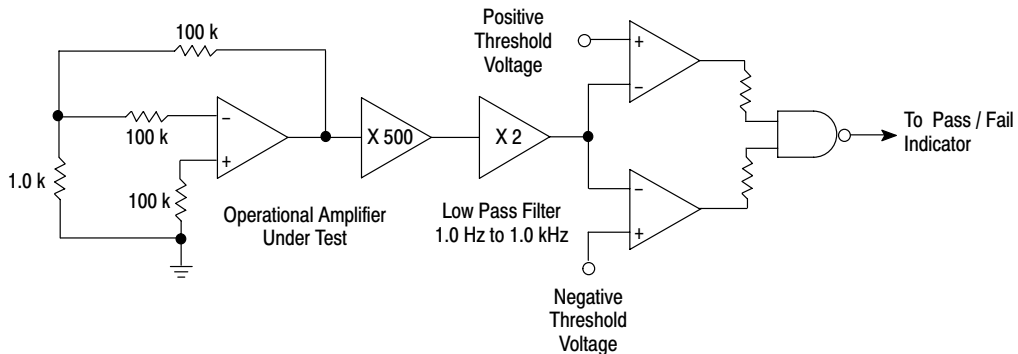 100 k
100 k
1.0 k
100 k
−
+
Operational Amplifier
Under Test
X 500
X 2
Low Pass Filter
1.0 Hz to 1.0 kHz
Positive
Threshold
Voltage
+
−
−
+
Negative
Threshold
Voltage
To Pass / Fail
Indicator